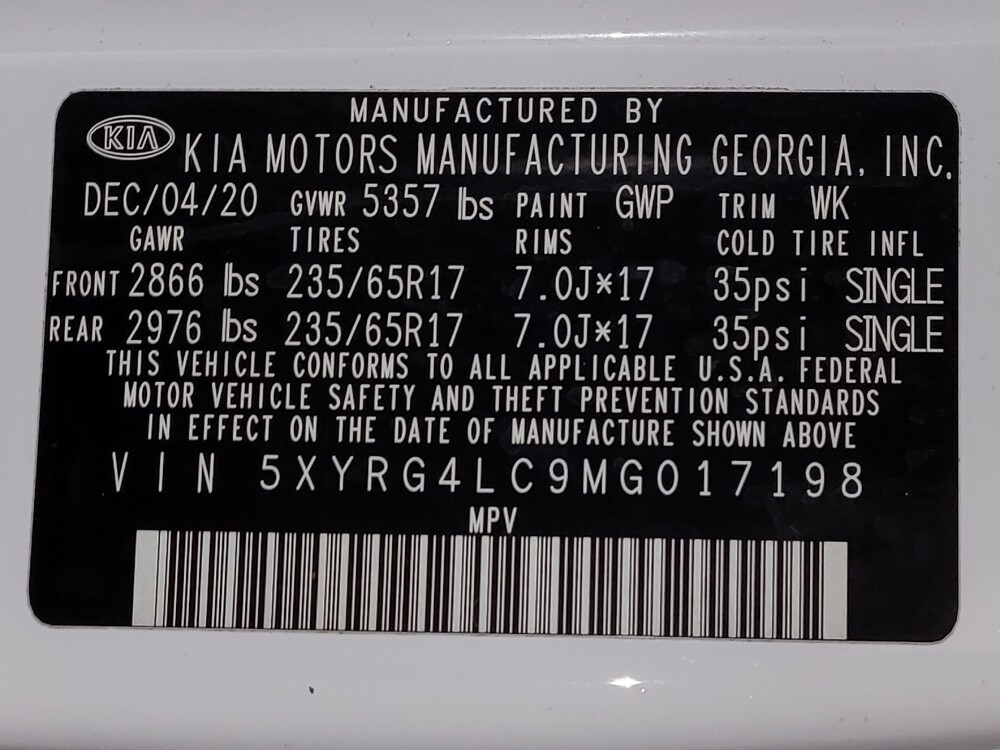 MANUFACTURED BY
KIA KIA MOTORS MANUFACTURING GEORGIA, INC.
DEC/04/20 GVWR 5357 lbs PAINT GWP TRIM WK
GAWR TIRES RIMS COLD TIRE INFL
FRONT 2866 lbs 235/65R17 7.0J*17 35psi SINGLE
REAR 2976 lbs 235/65R17 7.0J*17 35psi SINGLE
THIS VEHICLE CONFORMS TO ALL APPLICABLE U.S.A. FEDERAL
MOTOR VEHICLE SAFETY AND THEFT PREVENTION STANDARDS
IN EFFECT ON THE DATE OF MANUFACTURE SHOWN ABOVE
VIN 5XYRG4LC9MG017198
MPV